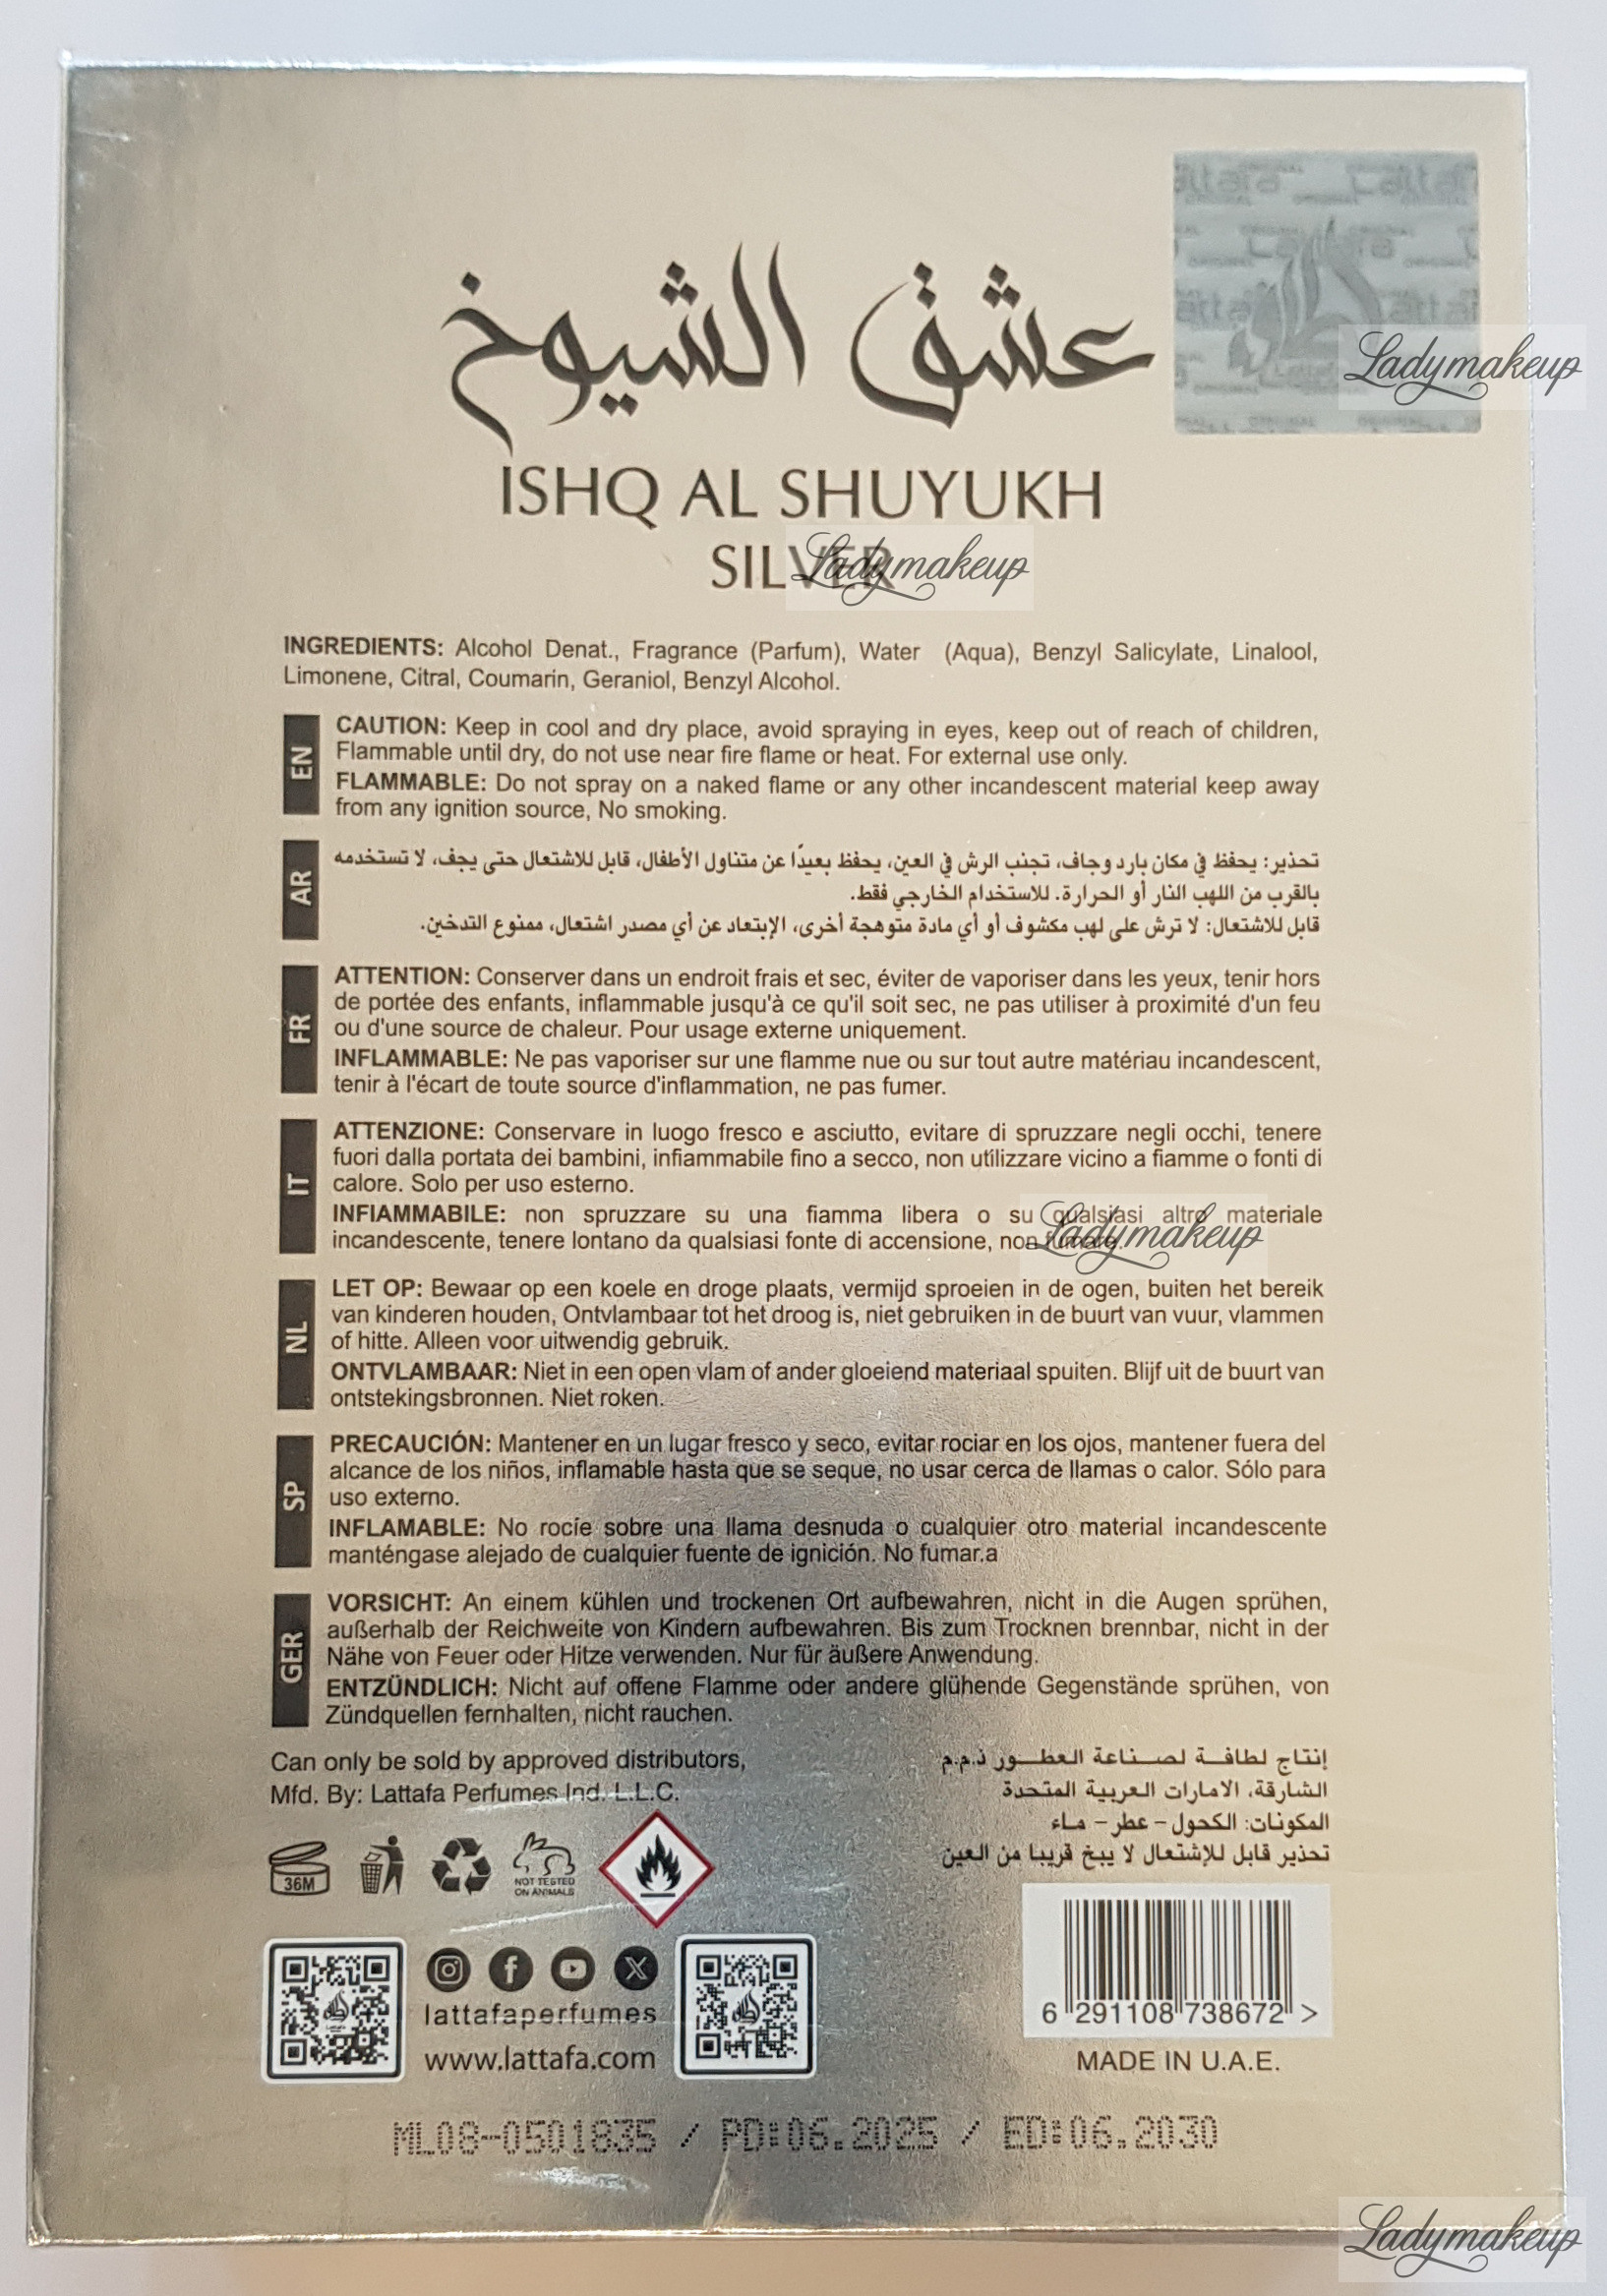 عشق الشيوخ
Ladymakeup
ISHQ AL SHUYUKH
SILVER
Ladymakeup
INGREDIENTS: Alcohol Denat., Fragrance (Parfum), Water (Aqua), Benzyl Salicylate, Linalool,
Limonene, Citral, Coumarin, Geraniol, Benzyl Alcohol.
EN
CAUTION: Keep in cool and dry place, avoid spraying in eyes, keep out of reach of children,
Flammable until dry, do not use near fire flame or heat. For external use only.
FLAMMABLE: Do not spray on a naked flame or any other incandescent material keep away
from any ignition source, No smoking.
AR
تحذير: يحفظ في مكان بارد وجاف، تجنب الرش في العين، يحفظ بعيدًا عن متناول الأطفال، قابل للاشتعال حتى يجف، لا تستخدمه
بالقرب من اللهب النار أو الحرارة. للاستخدام الخارجي فقط.
قابل للاشتعال: لا ترش على لهب مكشوف أو أي مادة متوهجة أخرى، الإبتعاد عن أي مصدر اشتعال، ممنوع التدخين.
FR
ATTENTION: Conserver dans un endroit frais et sec, éviter de vaporiser dans les yeux, tenir hors
de portée des enfants, inflammable jusqu'à ce qu'il soit sec, ne pas utiliser à proximité d'un feu
ou d'une source de chaleur. Pour usage externe uniquement.
INFLAMMABLE: Ne pas vaporiser sur une flamme nue ou sur tout autre matériau incandescent,
tenir à l'écart de toute source d'inflammation, ne pas fumer.
IT
ATTENZIONE: Conservare in luogo fresco e asciutto, evitare di spruzzare negli occhi, tenere
fuori dalla portata dei bambini, infiammabile fino a secco, non utilizzare vicino a fiamme o fonti di
calore. Solo per uso esterno.
INFIAMMABILE: non spruzzare su una fiamma libera o su qualsiasi altro materiale
incandescente, tenere lontano da qualsiasi fonte di accensione, non
Ladymakeup
NL
LET OP: Bewaar op een koele en droge plaats, vermijd sproeien in de ogen, buiten het bereik
van kinderen houden, Ontvlambaar tot het droog is, niet gebruiken in de buurt van vuur, vlammen
of hitte. Alleen voor uitwendig gebruik.
ONTVLAMBAAR: Niet in een open vlam of ander gloeiend materiaal spuiten. Blijf uit de buurt van
ontstekingsbronnen. Niet roken.
SP
PRECAUCIÓN: Mantener en un lugar fresco y seco, evitar rociar en los ojos, mantener fuera del
alcance de los niños, inflamable hasta que se seque, no usar cerca de llamas o calor. Sólo para
uso externo.
INFLAMABLE: No rocíe sobre una llama desnuda o cualquier otro material incandescente
manténgase alejado de cualquier fuente de ignición. No fumar.a
GER
VORSICHT: An einem kühlen und trockenen Ort aufbewahren, nicht in die Augen sprühen,
außerhalb der Reichweite von Kindern aufbewahren. Bis zum Trocknen brennbar, nicht in der
Nähe von Feuer oder Hitze verwenden. Nur für äußere Anwendung.
ENTZÜNDLICH: Nicht auf offene Flamme oder andere glühende Gegenstände sprühen, von
Zündquellen fernhalten, nicht rauchen.
Can only be sold by approved distributors,
Mfd. By: Lattafa Perfumes Ind. L.L.C.
إنتاج لطافة لصناعة العطور ذ.م.م
الشارقة، الامارات العربية المتحدة
المكونات: الكحول - عطر - ماء
تحذير قابل للإشتعال لا يبخ قريبا من العين
36M
NOT TESTED
ON ANIMALS
lattafaperfumes
www.lattafa.com
6 291108 738672 >
MADE IN U.A.E.
ML08-0501835 / PD:06.2025 / ED:06.2030
Ladymakeup